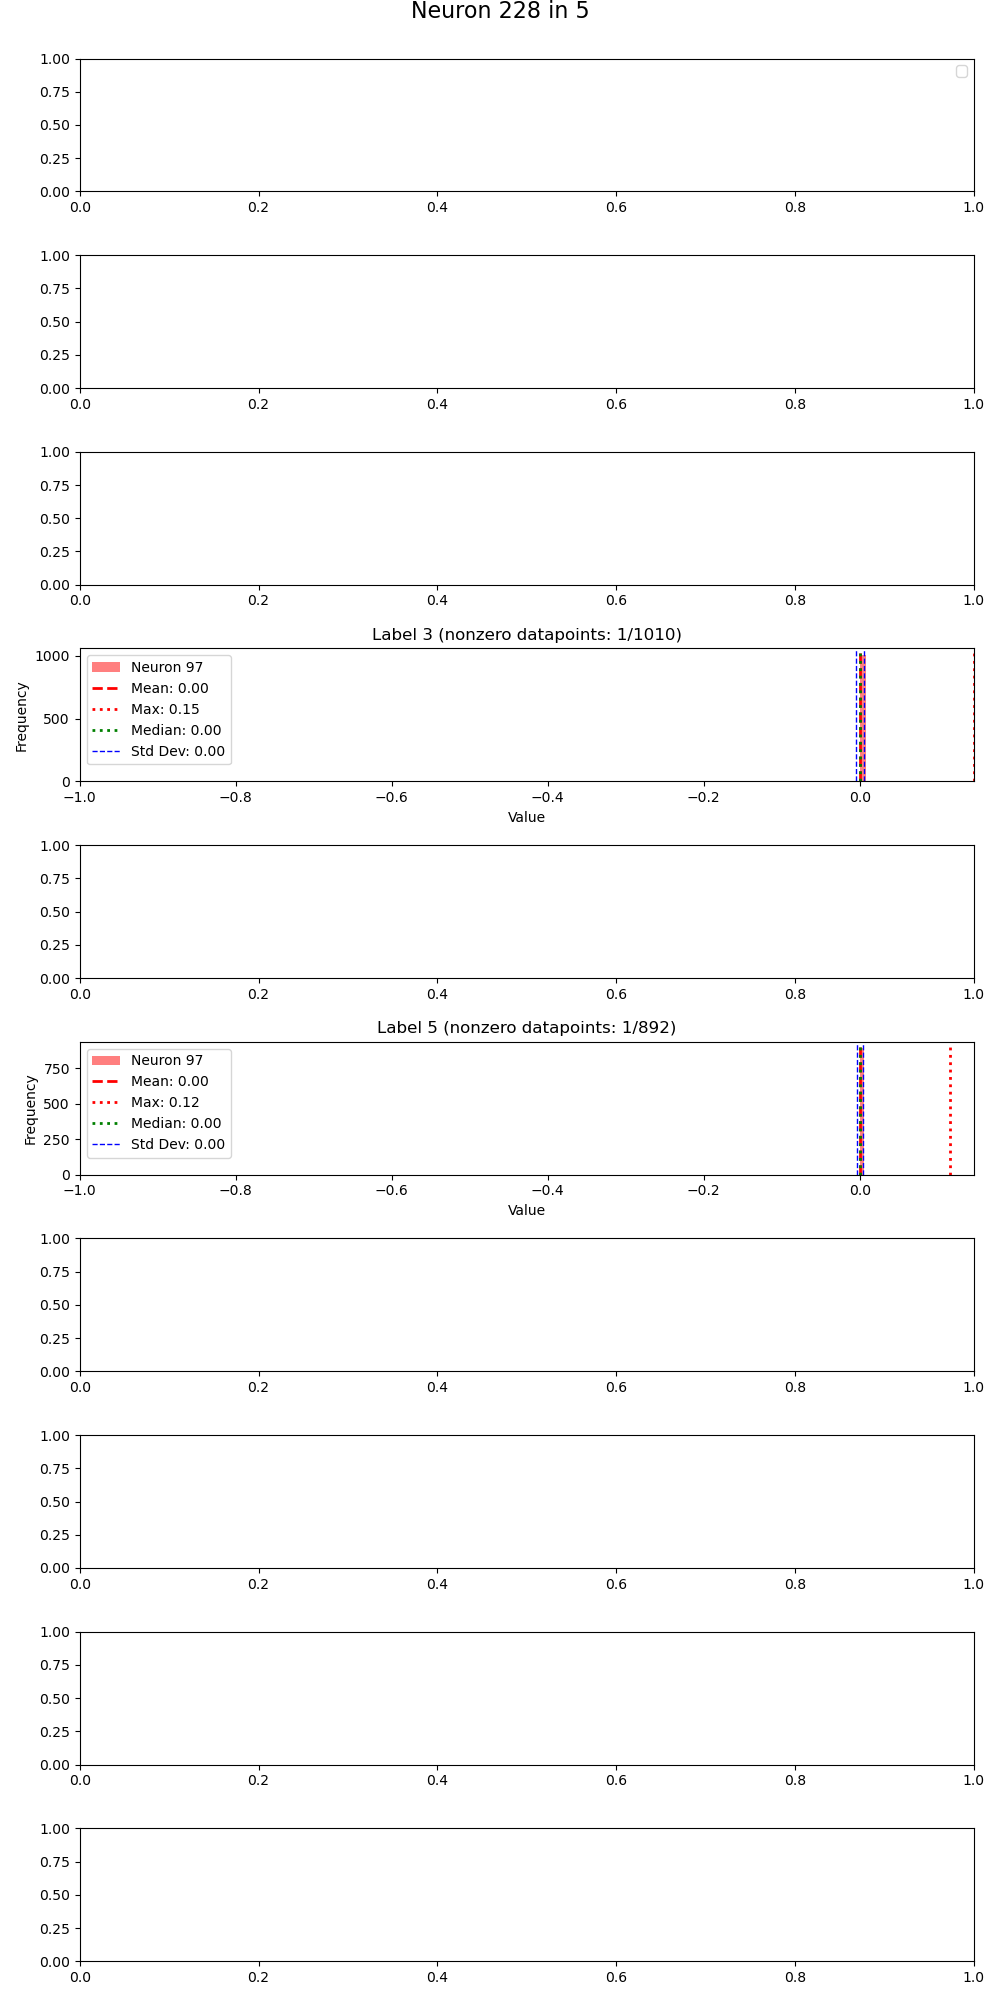 Neuron 228 in 5
1.00
0.75
0.50
0.25
0.00
0.0 0.2 0.4 0.6 0.8 1.0
1.00
0.75
0.50
0.25
0.00
0.0 0.2 0.4 0.6 0.8 1.0
1.00
0.75
0.50
0.25
0.00
0.0 0.2 0.4 0.6 0.8 1.0
Label 3 (nonzero datapoints: 1/1010)
Frequency
1000
500
0
Neuron 97
Mean: 0.00
Max: 0.15
Median: 0.00
Std Dev: 0.00
−1.0 −0.8 −0.6 −0.4 −0.2 0.0
Value
1.00
0.75
0.50
0.25
0.00
0.0 0.2 0.4 0.6 0.8 1.0
Label 5 (nonzero datapoints: 1/892)
Frequency
750
500
250
0
Neuron 97
Mean: 0.00
Max: 0.12
Median: 0.00
Std Dev: 0.00
−1.0 −0.8 −0.6 −0.4 −0.2 0.0
Value
1.00
0.75
0.50
0.25
0.00
0.0 0.2 0.4 0.6 0.8 1.0
1.00
0.75
0.50
0.25
0.00
0.0 0.2 0.4 0.6 0.8 1.0
1.00
0.75
0.50
0.25
0.00
0.0 0.2 0.4 0.6 0.8 1.0
1.00
0.75
0.50
0.25
0.00
0.0 0.2 0.4 0.6 0.8 1.0